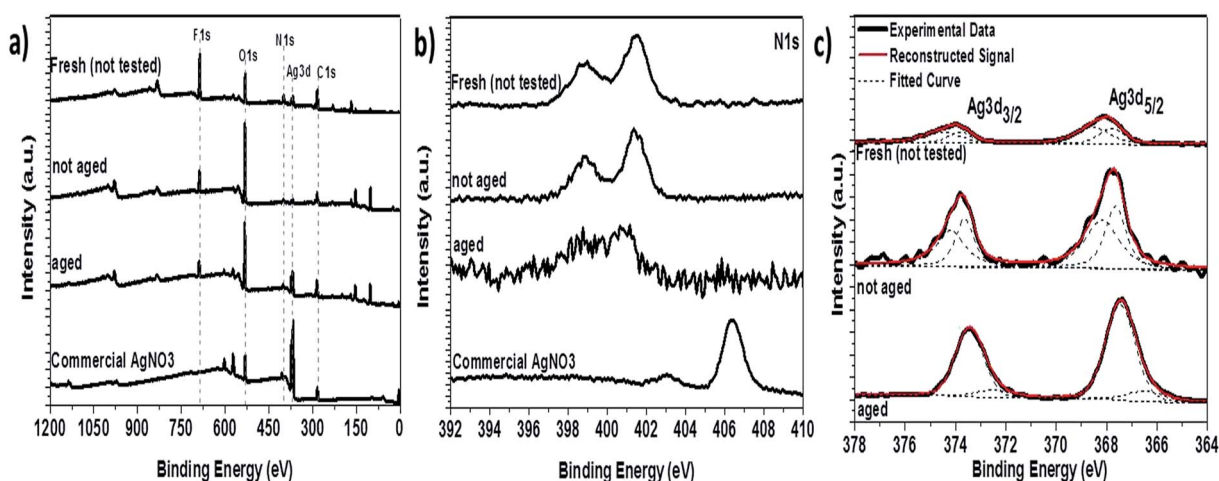 a)
F1s
O1s
N1s
Ag3d
C1s
Fresh (not tested)
not aged
aged
Commercial AgNO3
Intensity (a.u.)
1200 1050 900 750 600 450 300 150 0
Binding Energy (eV)
b)
N1s
Fresh (not tested)
not aged
aged
Commercial AgNO3
Intensity (a.u.)
392 394 396 398 400 402 404 406 408 410
Binding Energy (eV)
c)
Experimental Data
Reconstructed Signal
Fitted Curve
Ag3d3/2
Ag3d5/2
Fresh (not tested)
not aged
aged
Intensity (a.u.)
378 376 374 372 370 368 366 364
Binding Energy (eV)